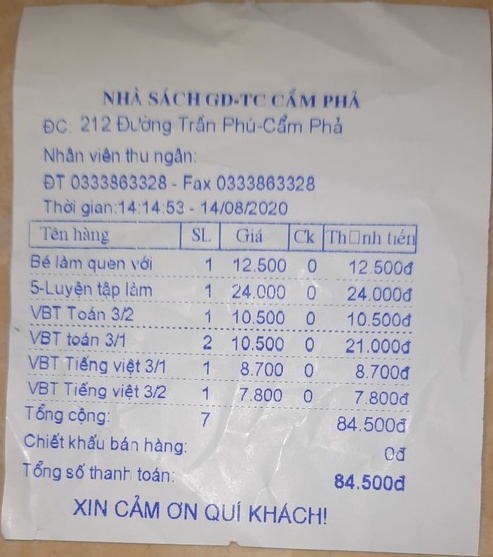 NHÀ SÁCH GD-TC CẨM PHẢ
ĐC: 212 Đường Trần Phú-Cẩm Phả
Nhân viên thu ngân:
ĐT 0333863328 - Fax 0333863328
Thời gian:14:14:53 - 14/08/2020
Tên hàng SL Giá Ck Th□nh tiền
Bé làm quen với 1 12.500 0 12.500đ
5-Luyện tập làm 1 24.000 0 24.000đ
VBT Toán 3/2 1 10.500 0 10.500đ
VBT toán 3/1 2 10.500 0 21.000đ
VBT Tiếng việt 3/1 1 8.700 0 8.700đ
VBT Tiếng việt 3/2 1 7.800 0 7.800đ
Tổng cộng: 7 84.500đ
Chiết khấu bán hàng: 0đ
Tổng số thanh toán: 84.500đ
XIN CẢM ƠN QUÍ KHÁCH!